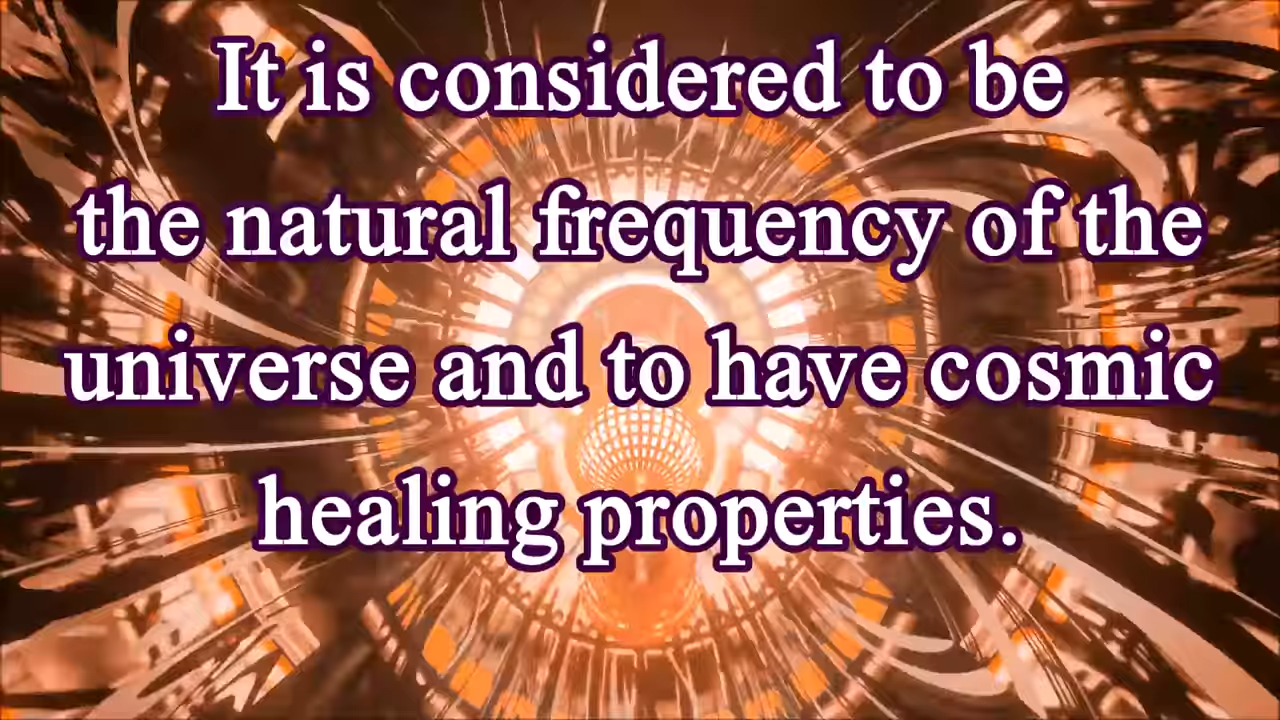 It is considered to be
the natural frequency of the
universe and to have cosmic
healing properties.